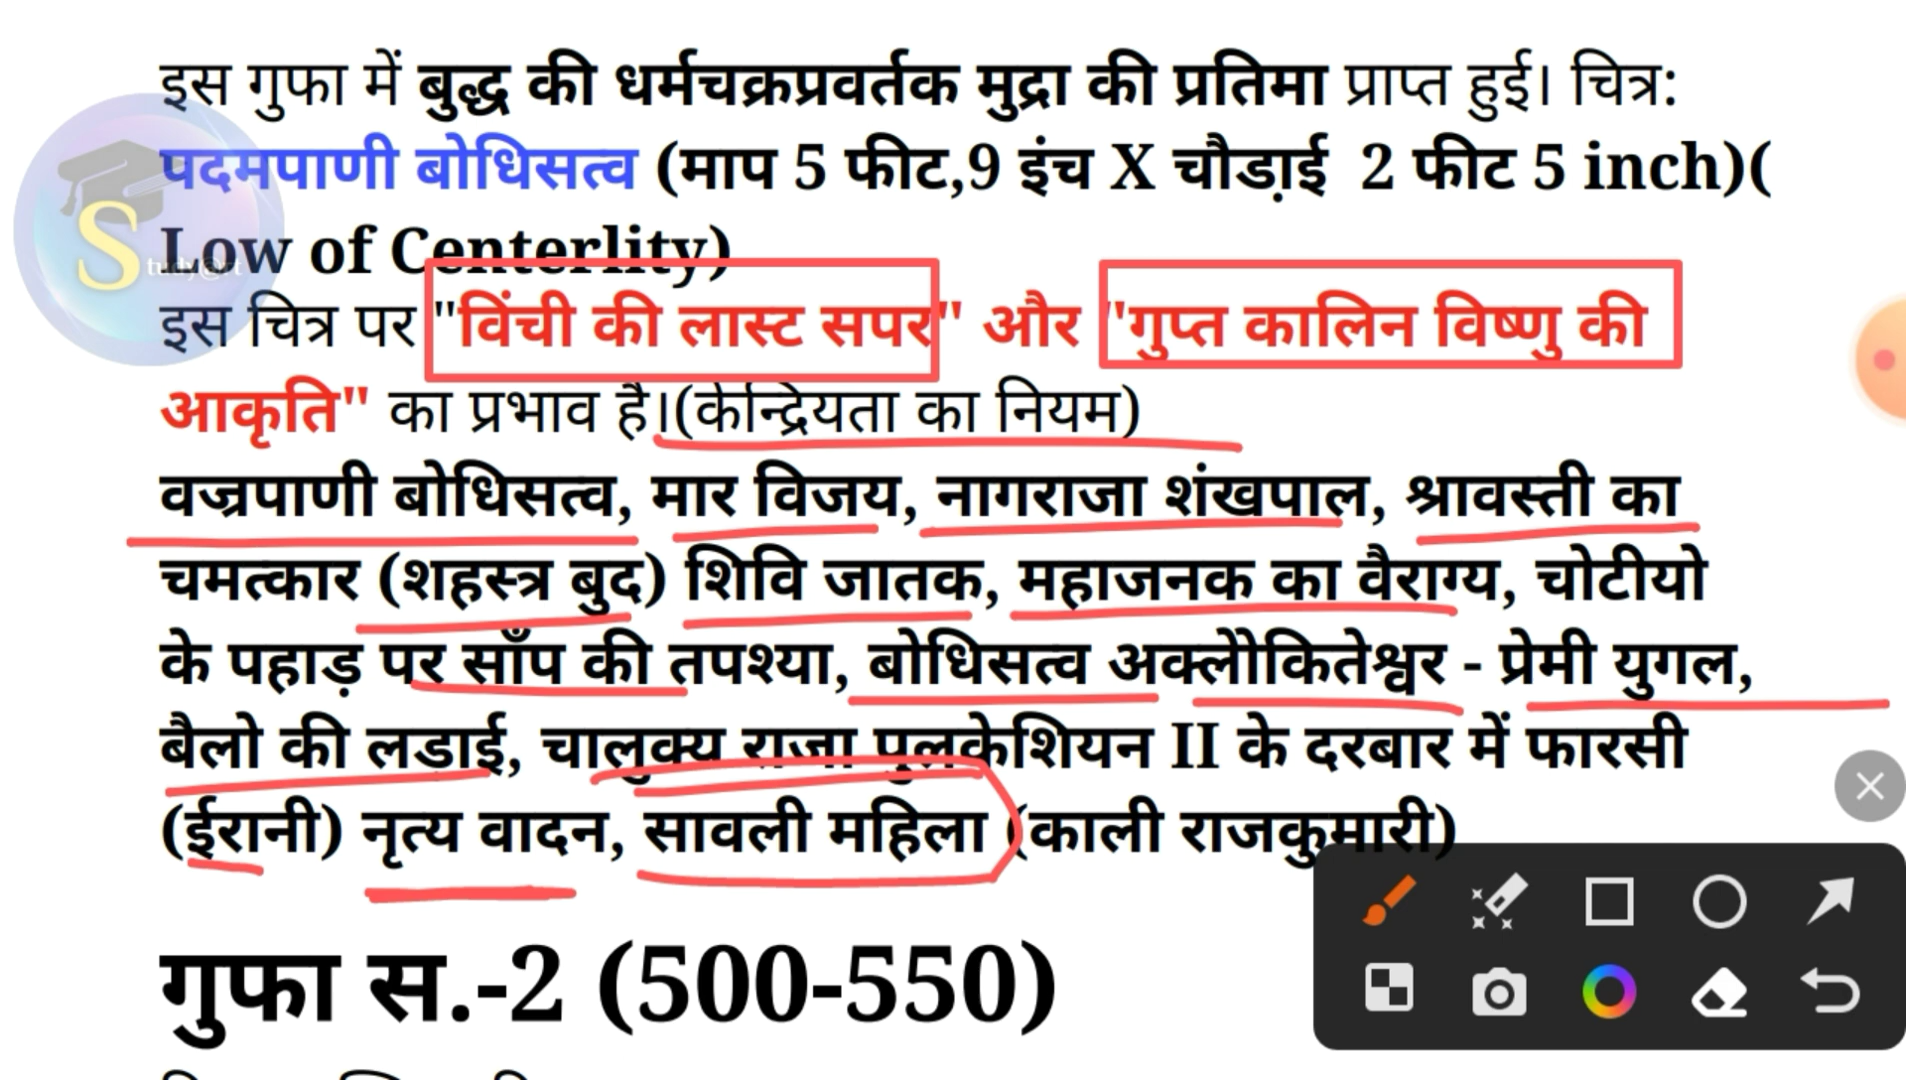 इस गुफा में बुद्ध की धर्मचक्रप्रवर्तक मुद्रा की प्रतिमा प्राप्त हुई। चित्र:
पदमपाणी बोधिसत्व (माप 5 फीट,9 इंच X चौडा़ई 2 फीट 5 inch)(
Low of Centerlity)
इस चित्र पर "विंची की लास्ट सपर" और "गुप्त कालिन विष्णु की
आकृति" का प्रभाव है।(केन्द्रियता का नियम)
वज्रपाणी बोधिसत्व, मार विजय, नागराजा शंखपाल, श्रावस्ती का
चमत्कार (शहस्त्र बुद) शिवि जातक, महाजनक का वैराग्य, चोटीयो
के पहाड़ पर साँप की तपश्या, बोधिसत्व अक्लोेकितेश्वर - प्रेमी युगल,
बैलो की लड़ाई, चालुक्य राजा पुलकेशियन II के दरबार में फारसी
(ईरानी) नृत्य वादन, सावली महिला (काली राजकुमारी)
गुफा स.-2 (500-550)
Study@rt